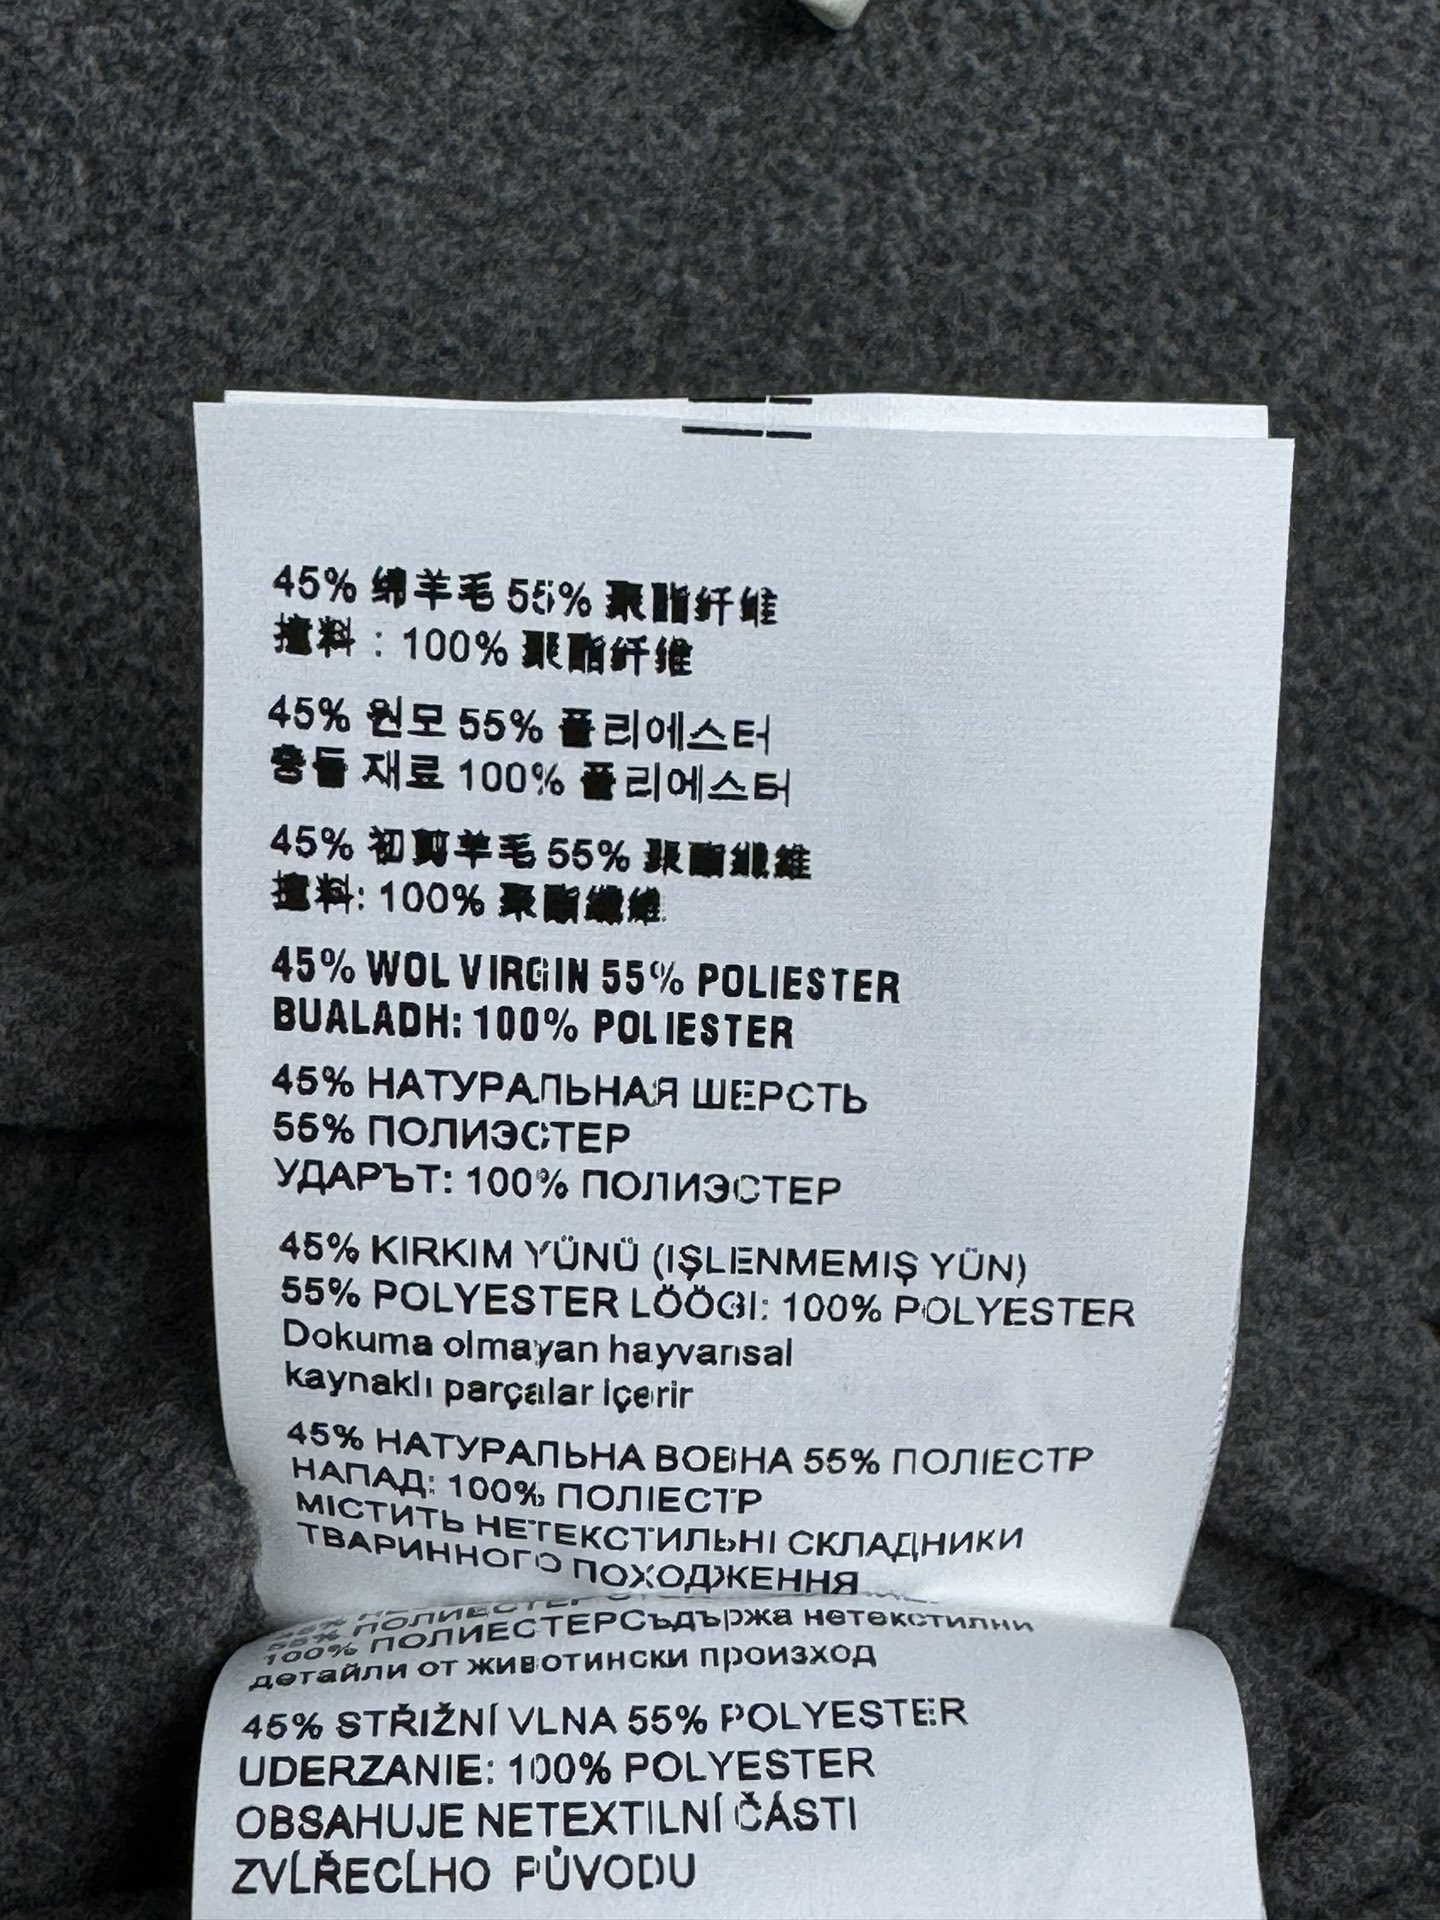 45% 绵羊毛 55% 聚酯纤维
撞料：100% 聚酯纤维
45% 원모 55% 폴리에스터
충돌 재료 100% 폴리에스터
45% 初剪羊毛 55% 聚酯纖維
撞料: 100% 聚酯纖維
45% WOL VIRGIN 55% POLIESTER
BUALADH: 100% POLIESTER
45% НАТУРАЛЬНАЯ ШЕРСТЬ
55% ПОЛИЭСТЕР
УДАРЪТ: 100% ПОЛИЭСТЕР
45% KIRKIM YÜNÜ (IŞLENMEMIŞ YÜN)
55% POLYESTER LÖÖGI: 100% POLYESTER
Dokuma olmayan hayvansal
kaynaklı parçalar Içerir
45% НАТУРАЛЬНА ВОВНА 55% ПОЛІЕСТР
НАПАД: 100% ПОЛІЕСТР
МІСТИТЬ НЕТЕКСТИЛЬНІ СКЛАДНИКИ
ТВАРИННОГО ПОХОДЖЕННЯ
55% ПОЛИЕСТЕР
100% ПОЛИЕСТЕРСъдържа нетекстилни
детайли от животински произход
45% STŘIŽNÍ VLNA 55% POLYESTER
UDERZANIE: 100% POLYESTER
OBSAHUJE NETEXTILNÍ ČÁSTI
ZVÍŘECÍHO PŮVODU